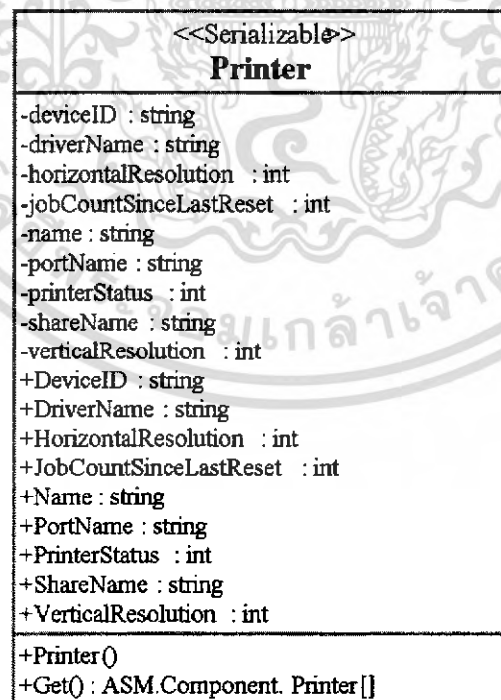 <<Serializable>>
Printer
-deviceID : string
-driverName : string
-horizontalResolution : int
-jobCountSinceLastReset : int
-name : string
-portName : string
-printerStatus : int
-shareName : string
-verticalResolution : int
+DeviceID : string
+DriverName : string
+HorizontalResolution : int
+JobCountSinceLastReset : int
+Name : string
+PortName : string
+PrinterStatus : int
+ShareName : string
+VerticalResolution : int
+Printer()
+Get() : ASM.Component. Printer[]